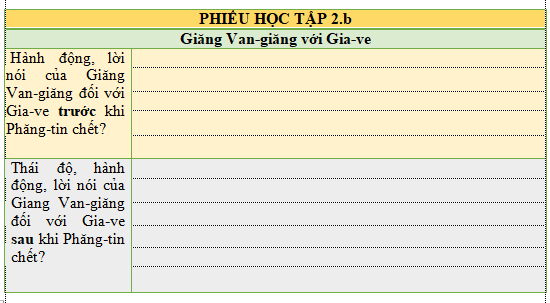 PHIẾU HỌC TẬP 2.b
Giăng Van-giăng với Gia-ve
Hành động, lời
nói của Giăng
Van-giăng đối với
Gia-ve trước khi
Phăng-tin chết?
Thái độ, hành
động, lời nói của
Giang Van-giăng
đối với Gia-ve
sau khi Phăng-tin
chết?